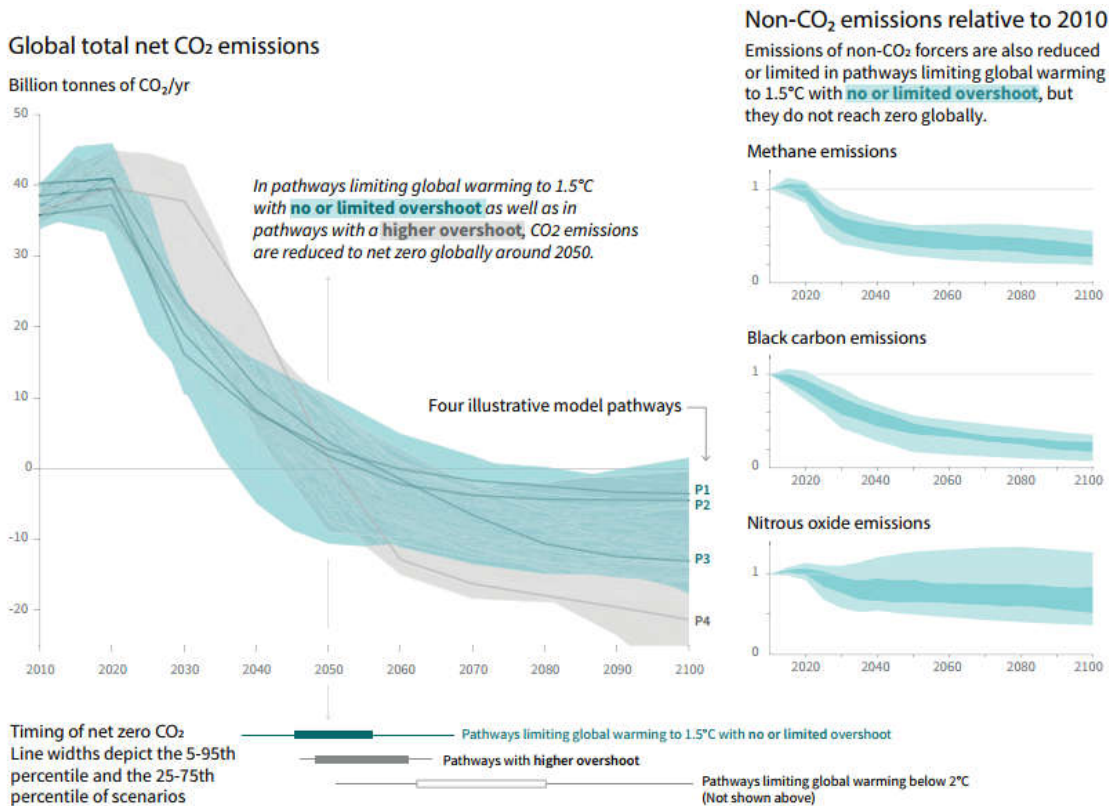 Global total net CO₂ emissions
Billion tonnes of CO₂/yr
50
40
30
20
10
0
-10
-20
2010 2020 2030 2040 2050 2060 2070 2080 2090 2100
In pathways limiting global warming to 1.5°C
with no or limited overshoot as well as in
pathways with a higher overshoot, CO2 emissions
are reduced to net zero globally around 2050.
Four illustrative model pathways
P1
P2
P3
P4
Non-CO₂ emissions relative to 2010
Emissions of non-CO₂ forcers are also reduced
or limited in pathways limiting global warming
to 1.5°C with no or limited overshoot, but
they do not reach zero globally.
Methane emissions
1
0
2020 2040 2060 2080 2100
Black carbon emissions
1
0
2020 2040 2060 2080 2100
Nitrous oxide emissions
1
0
2020 2040 2060 2080 2100
Timing of net zero CO₂
Line widths depict the 5-95th
percentile and the 25-75th
percentile of scenarios
Pathways limiting global warming to 1.5°C with no or limited overshoot
Pathways with higher overshoot
Pathways limiting global warming below 2°C
(Not shown above)